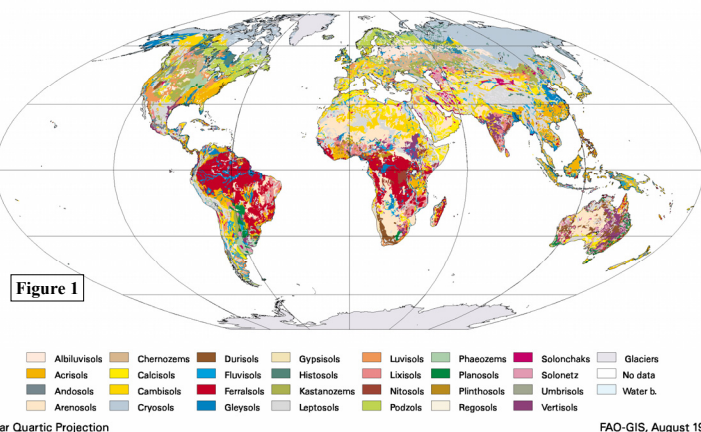 Figure 1
Albiluvisols Chernozems Durisols Gypsisols Luvisols Phaeozems Solonchaks Glaciers
Acrisols Calcisols Fluvisols Histosols Lixisols Planosols Solonetz No data
Andosols Cambisols Ferralsols Kastanozems Nitosols Plinthosols Umbrisols Water b.
Arenosols Cryosols Gleysols Leptosols Podzols Regosols Vertisols
ar Quartic Projection FAO-GIS, August 19